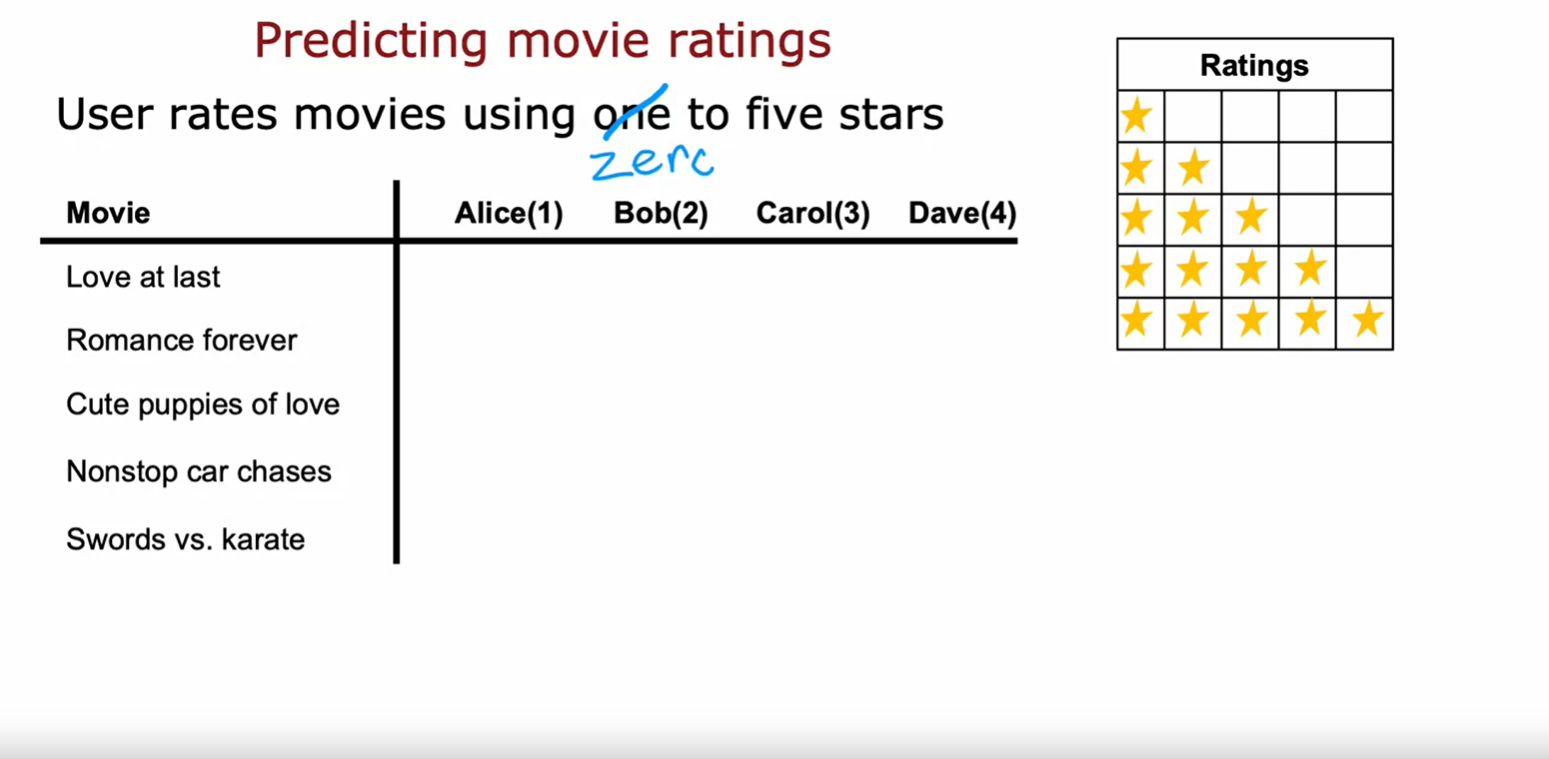 Predicting movie ratings
User rates movies using one to five stars
zero
Movie Alice(1) Bob(2) Carol(3) Dave(4)
Love at last
Romance forever
Cute puppies of love
Nonstop car chases
Swords vs. karate
Ratings